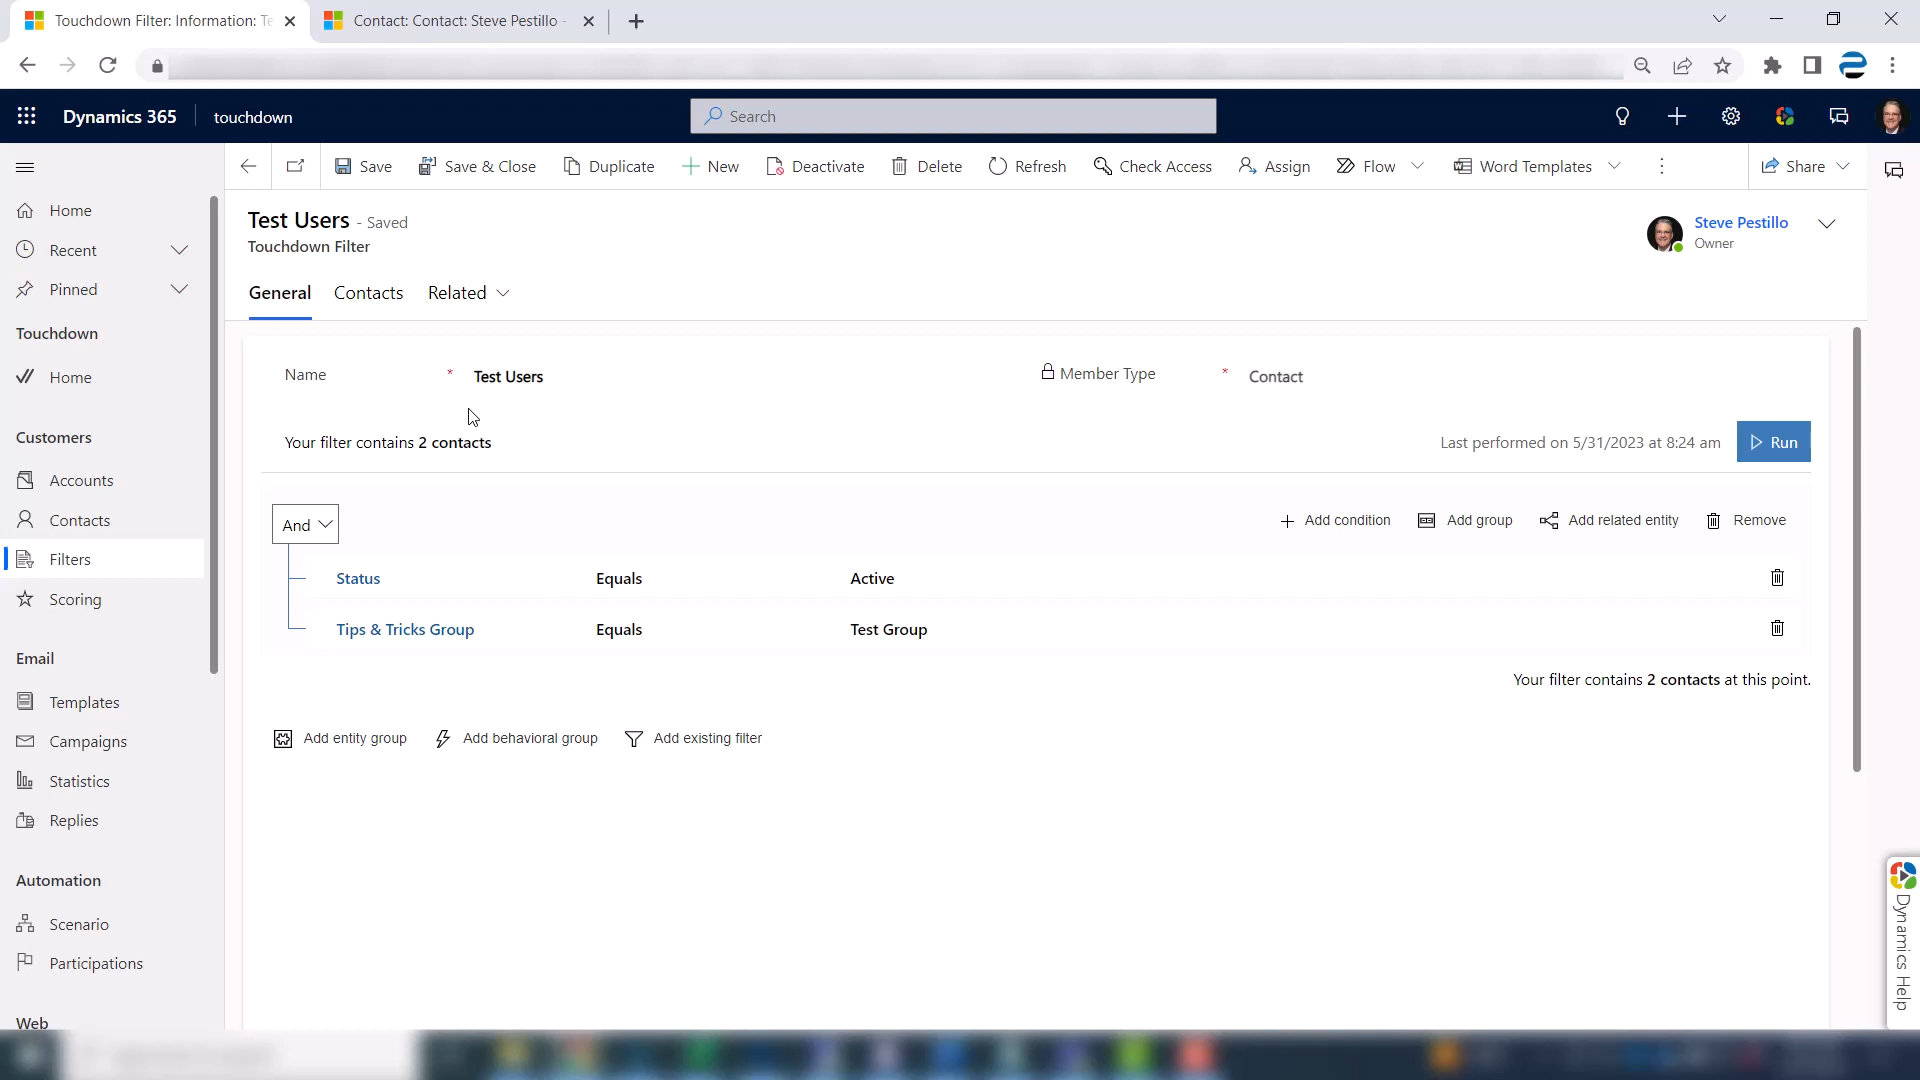 Touchdown Filter: Information: Te
Contact: Contact: Steve Pestillo -
Dynamics 365
touchdown
Search
Save
Save & Close
Duplicate
New
Deactivate
Delete
Refresh
Check Access
Assign
Flow
Word Templates
Share
Home
Recent
Pinned
Touchdown
Home
Customers
Accounts
Contacts
Filters
Scoring
Email
Templates
Campaigns
Statistics
Replies
Automation
Scenario
Participations
Web
Test Users - Saved
Touchdown Filter
Steve Pestillo
Owner
General
Contacts
Related
Name * Test Users
Member Type * Contact
Your filter contains 2 contacts
Last performed on 5/31/2023 at 8:24 am
Run
And
Add condition
Add group
Add related entity
Remove
Status Equals Active
Tips & Tricks Group Equals Test Group
Your filter contains 2 contacts at this point.
Add entity group
Add behavioral group
Add existing filter
Dynamics Help